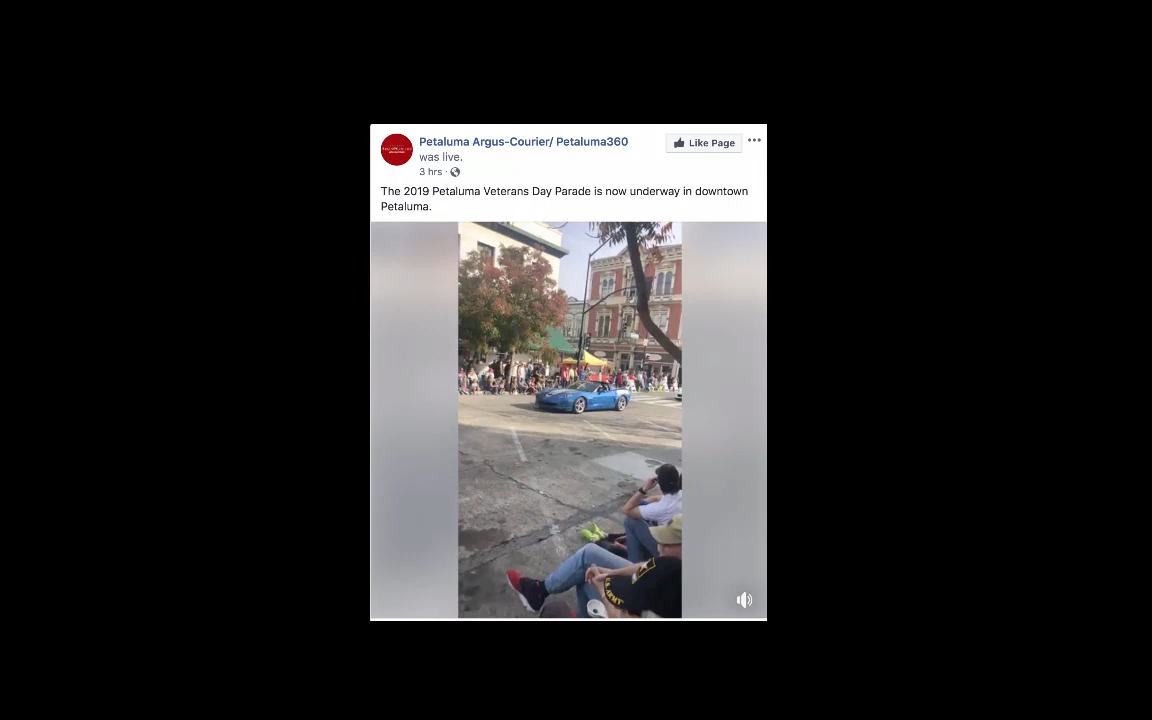 Petaluma Argus-Courier/ Petaluma360
Like Page
was live.
3 hrs ·
The 2019 Petaluma Veterans Day Parade is now underway in downtown
Petaluma.
U.S. ARMY